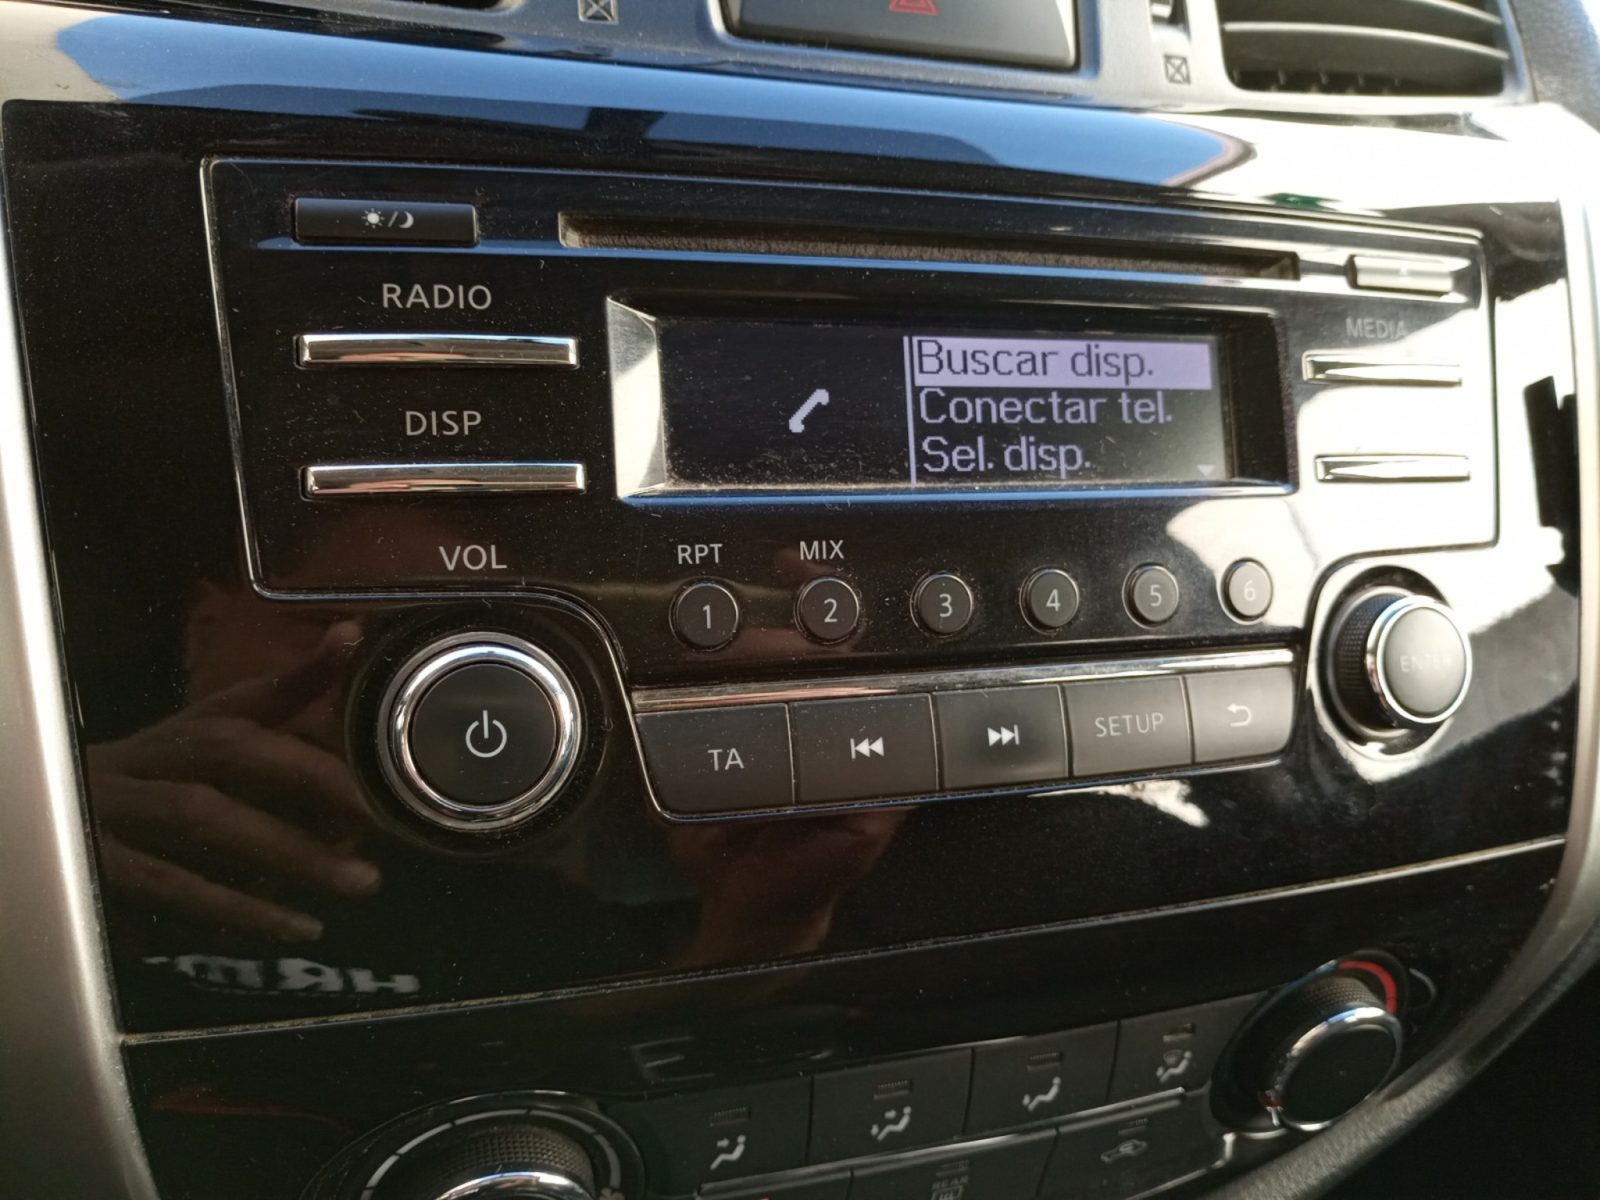 RADIO
MEDIA
DISP
Buscar disp.
Conectar tel.
Sel. disp.
VOL
RPT
MIX
1
2
3
4
5
6
ENTER
TA
SETUP
REAR